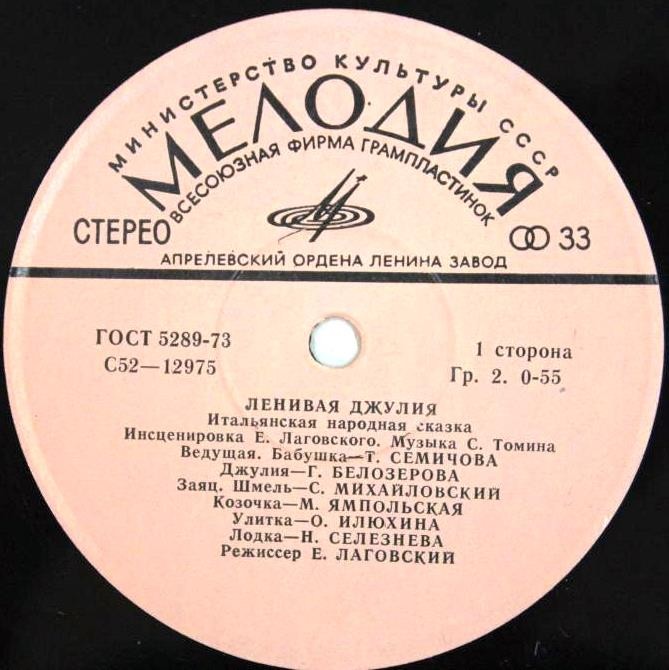 МИНИСТЕРСТВО КУЛЬТУРЫ СССР
МЕЛОДИЯ
ВСЕСОЮЗНАЯ ФИРМА ГРАМПЛАСТИНОК
СТЕРЕО
33
АПРЕЛЕВСКИЙ ОРДЕНА ЛЕНИНА ЗАВОД
ГОСТ 5289-73
С52—12975
1 сторона
Гр. 2. 0-55
ЛЕНИВАЯ ДЖУЛИЯ
Итальянская народная сказка
Инсценировка Е. Лаговского. Музыка С. Томина
Ведущая. Бабушка—Т. СЕМИЧОВА
Джулия—Г. БЕЛОЗЕРОВА
Заяц. Шмель—С. МИХАЙЛОВСКИЙ
Козочка—М. ЯМПОЛЬСКАЯ
Улитка—О. ИЛЮХИНА
Лодка—Н. СЕЛЕЗНЕВА
Режиссер Е. ЛАГОВСКИЙ